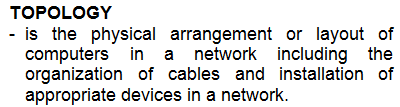 TOPOLOGY
- is the physical arrangement or layout of
computers in a network including the
organization of cables and installation of
appropriate devices in a network.